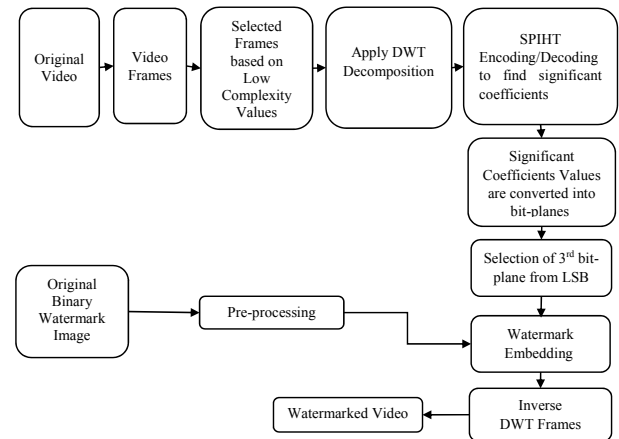 Original
Video
Video
Frames
Selected
Frames
based on
Low
Complexity
Values
Apply DWT
Decomposition
SPIHT
Encoding/Decoding
to find significant
coefficients
Significant
Coefficients Values
are converted into
bit-planes
Selection of 3rd bit-
plane from LSB
Original
Binary
Watermark
Image
Pre-processing
Watermark
Embedding
Inverse
DWT Frames
Watermarked Video